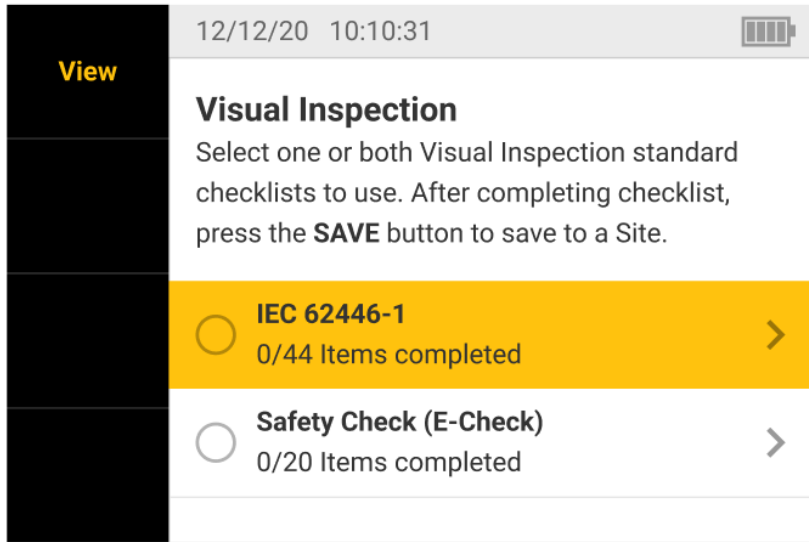 12/12/20 10:10:31
View
Visual Inspection
Select one or both Visual Inspection standard
checklists to use. After completing checklist,
press the SAVE button to save to a Site.
IEC 62446-1
0/44 Items completed
Safety Check (E-Check)
0/20 Items completed